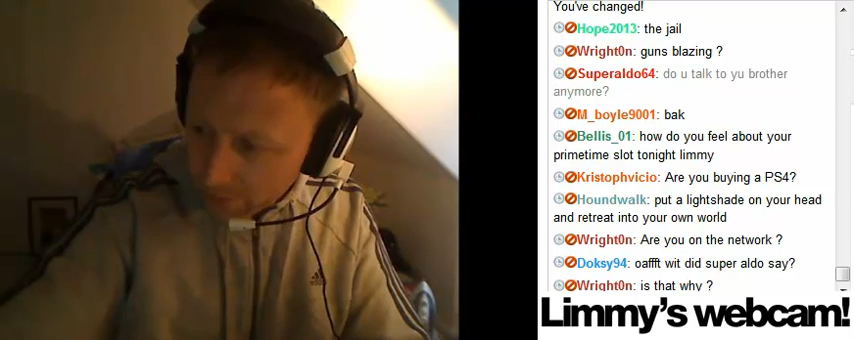 You've changed!
Hope2013: the jail
Wright0n: guns blazing ?
Superaldo64: do u talk to yu brother
anymore?
M_boyle9001: bak
Bellis_01: how do you feel about your
primetime slot tonight limmy
Kristophvicio: Are you buying a PS4?
Houndwalk: put a lightshade on your head
and retreat into your own world
Wright0n: Are you on the network ?
Doksy94: oaffft wit did super aldo say?
Wright0n: is that why ?
Limmy's webcam!
adidas